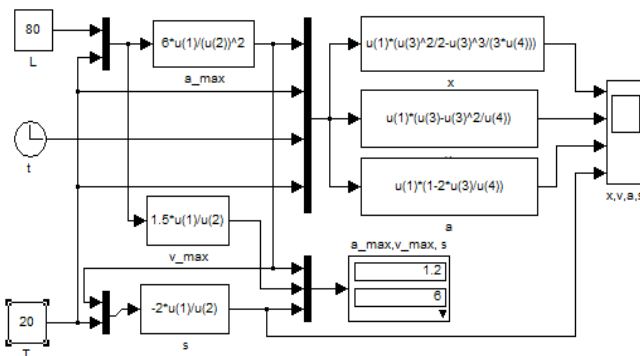 80
L
6*u(1)/(u(2))^2
a_max
u(1)*(u(3)^2/2-u(3)^3/(3*u(4)))
x
t
u(1)*(u(3)-u(3)^2/u(4))
u(1)*(1-2*u(3)/u(4))
a
x,v,a,s
1.5*u(1)/u(2)
v_max
a_max,v_max, s
1.2
6
20
-2*u(1)/u(2)
s